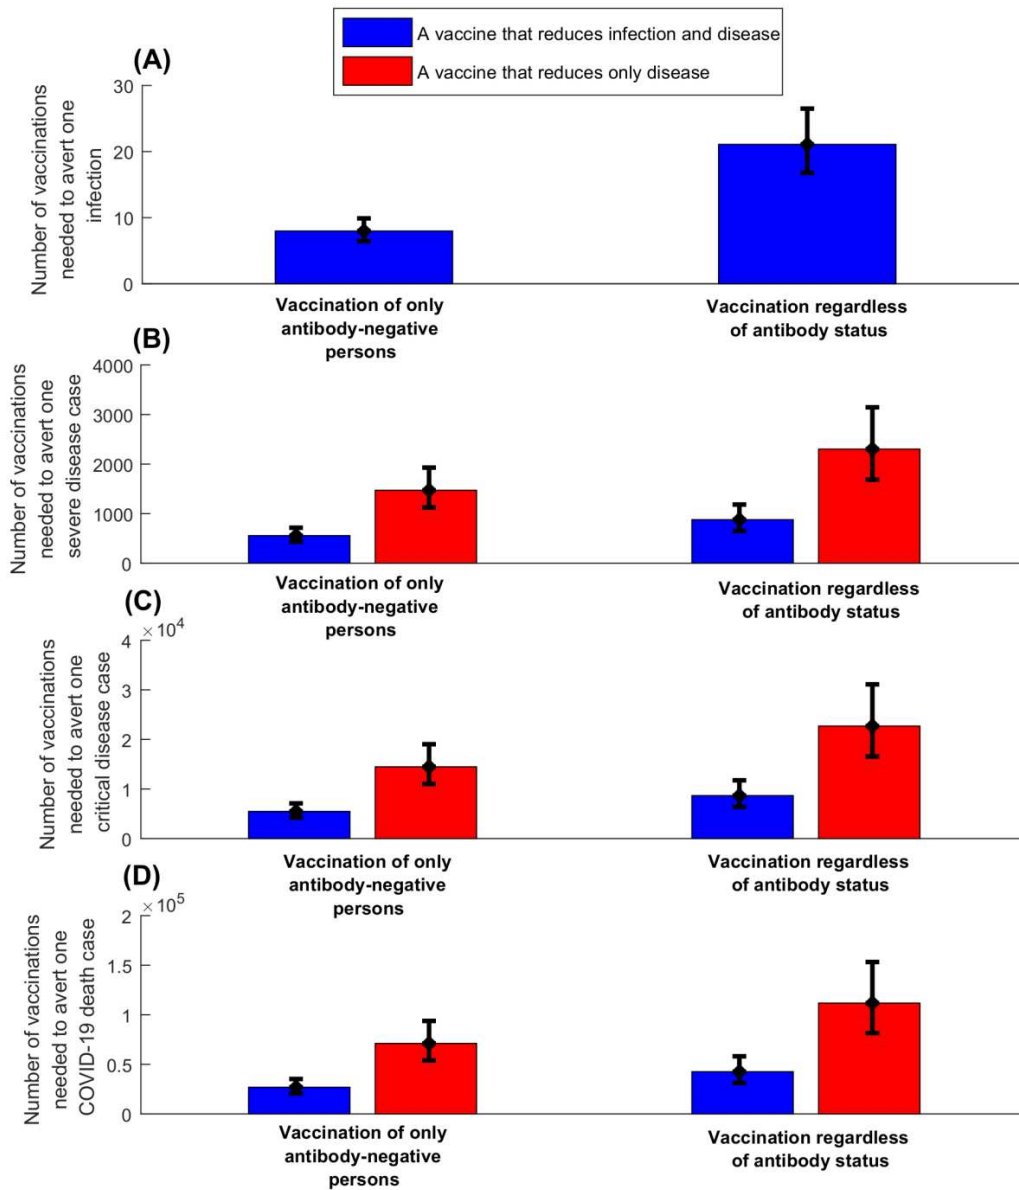 A vaccine that reduces infection and disease
A vaccine that reduces only disease
(A)
Number of vaccinations
needed to avert one
infection
30
20
10
0
Vaccination of only
antibody-negative
persons
Vaccination regardless
of antibody status
(B)
Number of vaccinations
needed to avert one
severe disease case
4000
3000
2000
1000
0
Vaccination of only
antibody-negative
persons
Vaccination regardless
of antibody status
(C)
Number of vaccinations
needed to avert one
critical disease case
×10⁴
4
3
2
1
0
Vaccination of only
antibody-negative
persons
Vaccination regardless
of antibody status
(D)
Number of vaccinations
needed to avert one
COVID-19 death case
×10⁵
2
1.5
1
0.5
0
Vaccination of only
antibody-negative
persons
Vaccination regardless
of antibody status